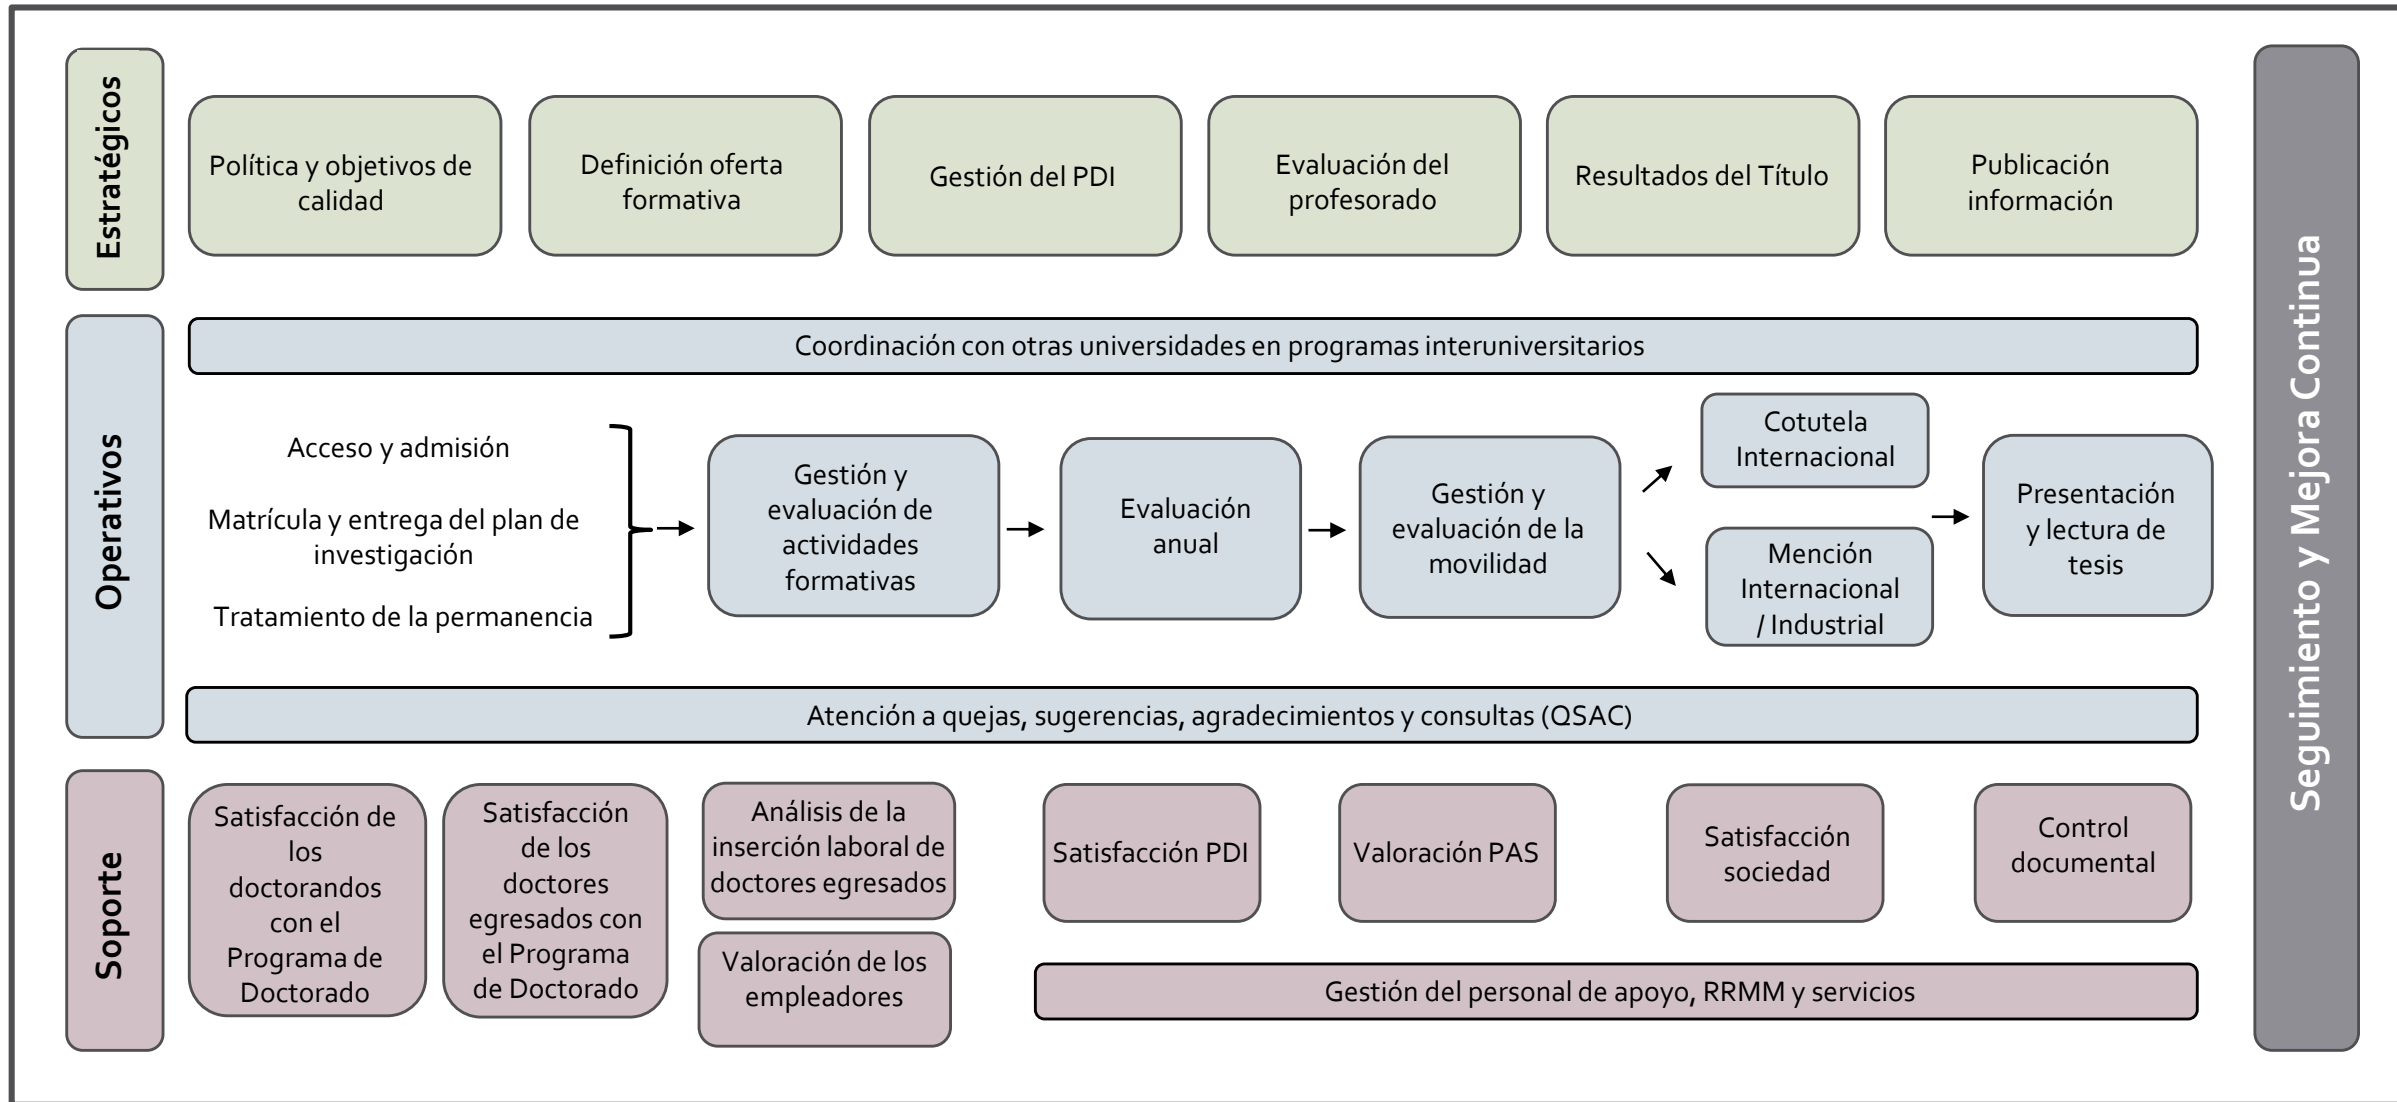 Estratégicos
Política y objetivos de
calidad
Definición oferta
formativa
Gestión del PDI
Evaluación del
profesorado
Resultados del Título
Publicación
información
Operativos
Coordinación con otras universidades en programas interuniversitarios
Acceso y admisión
Matrícula y entrega del plan de
investigación
Tratamiento de la permanencia
Gestión y
evaluación de
actividades
formativas
Evaluación
anual
Gestión y
evaluación de la
movilidad
Cotutela
Internacional
Mención
Internacional
/ Industrial
Presentación
y lectura de
tesis
Atención a quejas, sugerencias, agradecimientos y consultas (QSAC)
Soporte
Satisfacción de
los
doctorandos
con el
Programa de
Doctorado
Satisfacción
de los
doctores
egresados con
el Programa
de Doctorado
Análisis de la
inserción laboral de
doctores egresados
Valoración de los
empleadores
Satisfacción PDI
Valoración PAS
Satisfacción
sociedad
Control
documental
Gestión del personal de apoyo, RRMM y servicios
Seguimiento y Mejora Continua